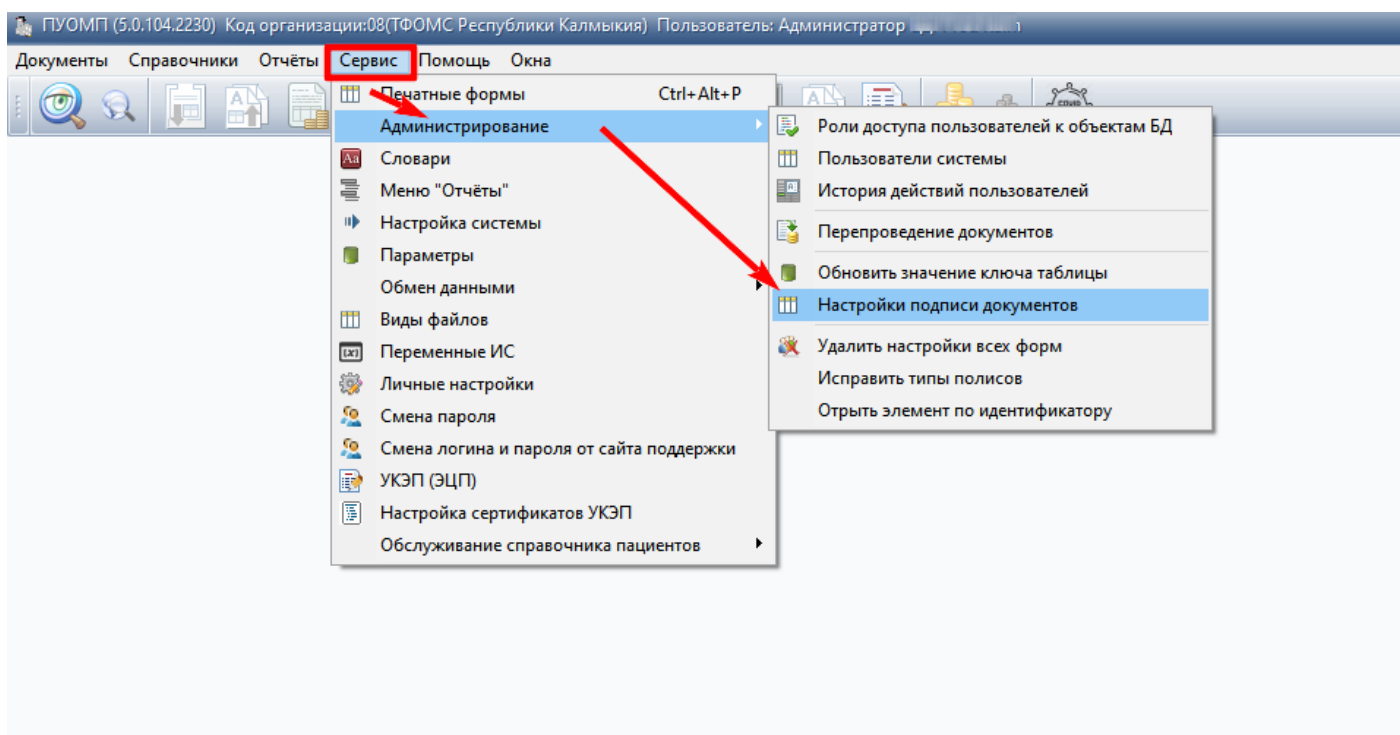 ПУОМП (5.0.104.2230) Код организации:08(ТФОМС Республики Калмыкия) Пользователь: Администратор
Документы Справочники Отчёты Сервис Помощь Окна
Печатные формы Ctrl+Alt+P
Администрирование
Словари
Меню "Отчёты"
Настройка системы
Параметры
Обмен данными
Виды файлов
Переменные ИС
Личные настройки
Смена пароля
Смена логина и пароля от сайта поддержки
УКЭП (ЭЦП)
Настройка сертификатов УКЭП
Обслуживание справочника пациентов
Роли доступа пользователей к объектам БД
Пользователи системы
История действий пользователей
Перепроведение документов
Обновить значение ключа таблицы
Настройки подписи документов
Удалить настройки всех форм
Исправить типы полисов
Отрыть элемент по идентификатору